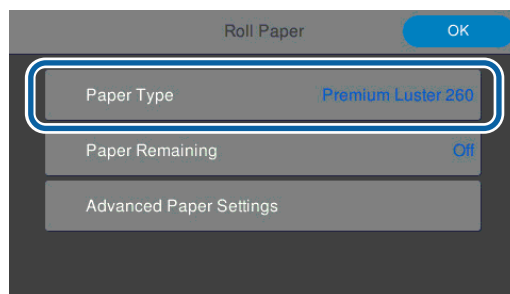 Roll Paper OK
Paper Type Premium Luster 260
Paper Remaining Off
Advanced Paper Settings